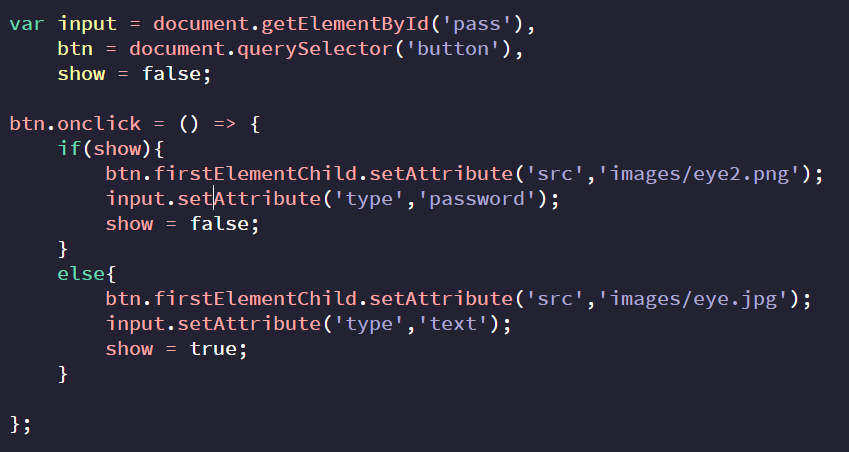 var input = document.getElementById('pass'),
    btn = document.querySelector('button'),
    show = false;

btn.onclick = () => {
    if(show){
        btn.firstElementChild.setAttribute('src','images/eye2.png');
        input.setAttribute('type','password');
        show = false;
    }
    else{
        btn.firstElementChild.setAttribute('src','images/eye.jpg');
        input.setAttribute('type','text');
        show = true;
    }

};